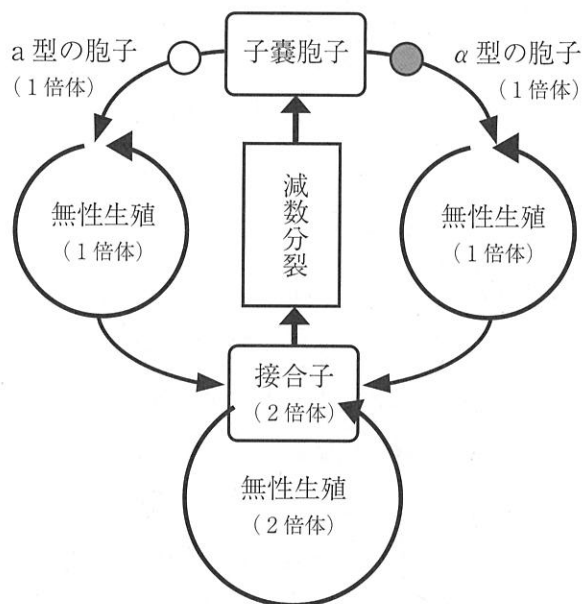 a 型の胞子
（1 倍体）
子嚢胞子
α 型の胞子
（1 倍体）
無性生殖
（1 倍体）
減数分裂
無性生殖
（1 倍体）
接合子
（2 倍体）
無性生殖
（2 倍体）